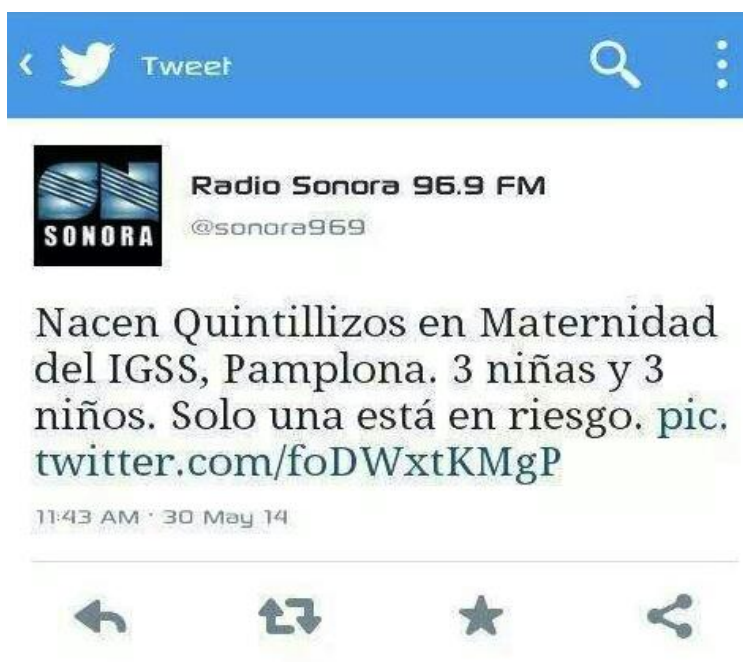 Tweet
SONORA
Radio Sonora 96.9 FM
@sonora969
Nacen Quintillizos en Maternidad
del IGSS, Pamplona. 3 niñas y 3
niños. Solo una está en riesgo. pic.
twitter.com/foDWxtKMgP
11:43 AM · 30 May 14